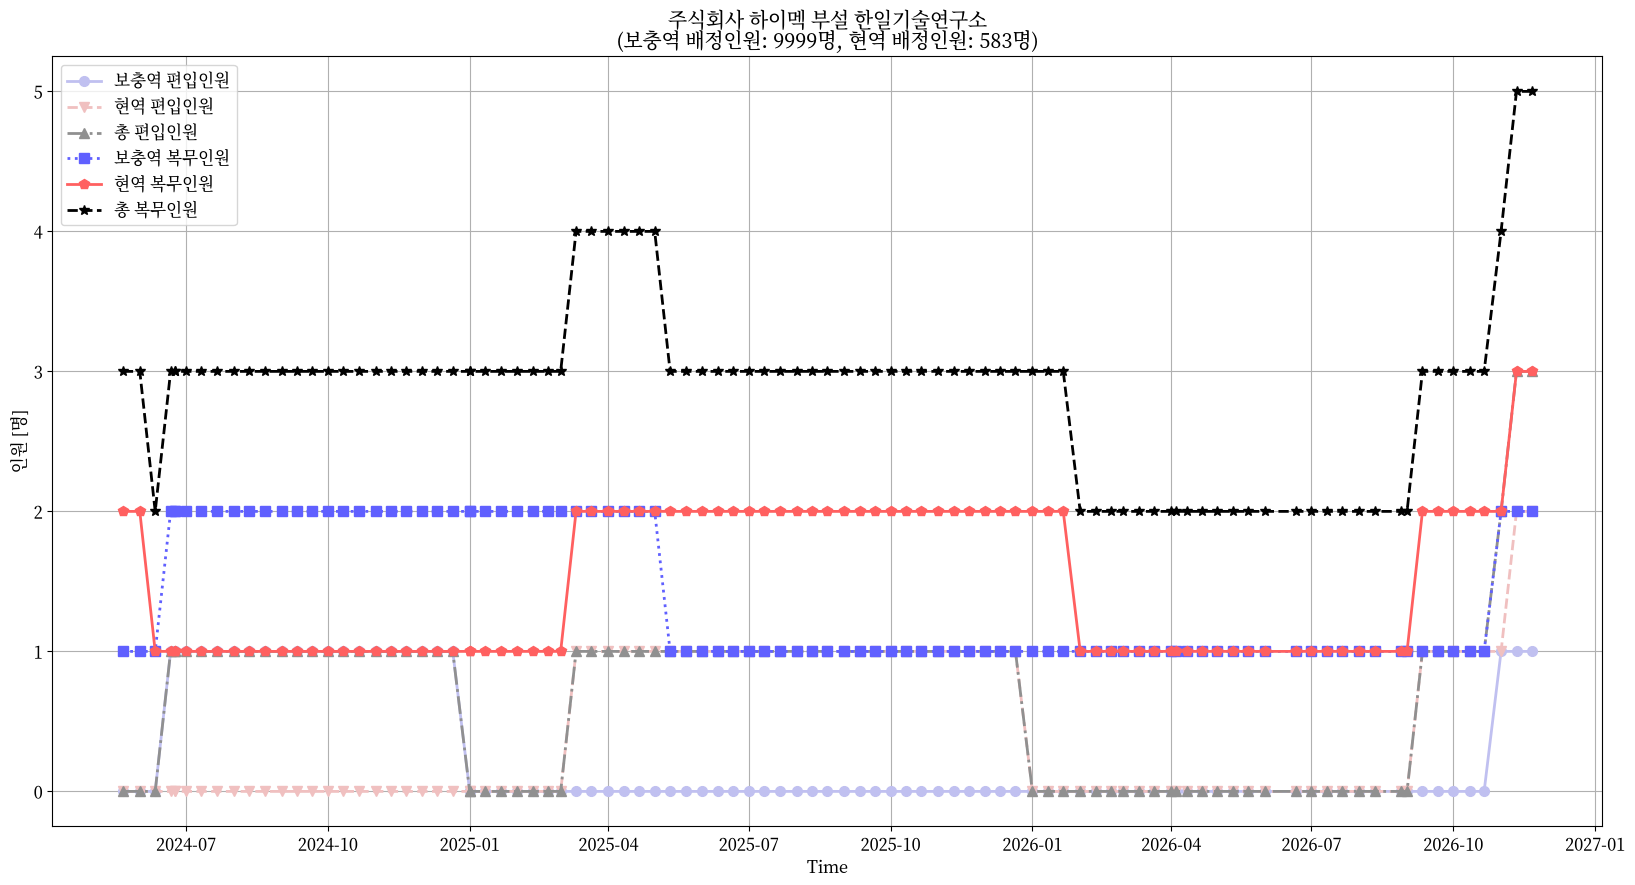 주식회사 하이멕 부설 한일기술연구소
(보충역 배정인원: 9999명, 현역 배정인원: 583명)
보충역 편입인원
현역 편입인원
총 편입인원
보충역 복무인원
현역 복무인원
총 복무인원
5
4
3
2
1
0
인원 [명]
2024-07 2024-10 2025-01 2025-04 2025-07 2025-10 2026-01 2026-04 2026-07 2026-10 2027-01
Time